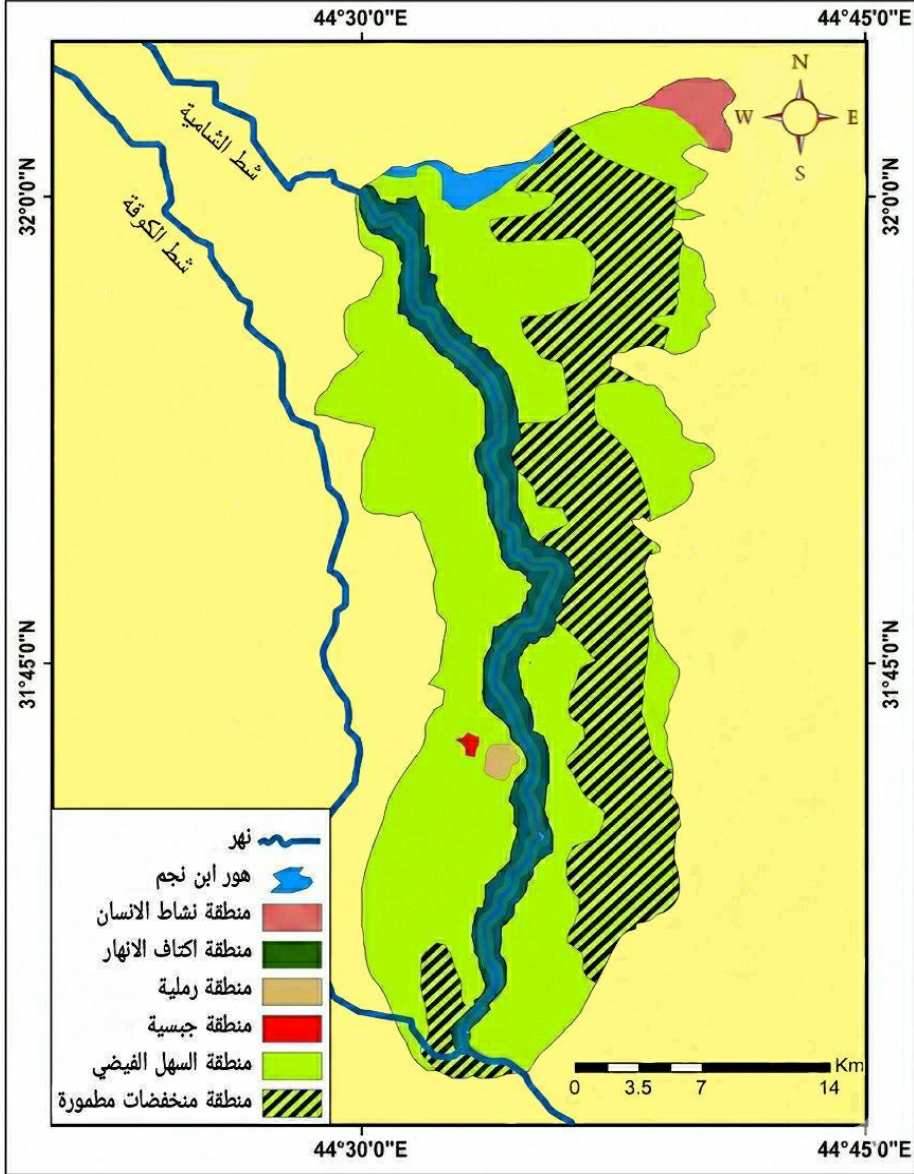 44°30'0"E
44°45'0"E
N
W
E
S
شط الشامية
شط الكوفة
32°0'0"N
32°0'0"N
31°45'0"N
31°45'0"N
نهر
هور ابن نجم
منطقة نشاط الانسان
منطقة اكتاف الانهار
منطقة رملية
منطقة جبسية
منطقة السهل الفيضي
منطقة منخفضات مطمورة
Km
0 3.5 7 14
44°30'0"E
44°45'0"E